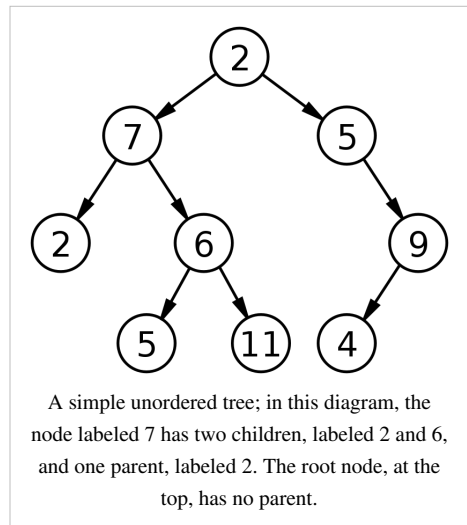 2
7 5
2 6 9
5 11 4
A simple unordered tree; in this diagram, the
node labeled 7 has two children, labeled 2 and 6,
and one parent, labeled 2. The root node, at the
top, has no parent.